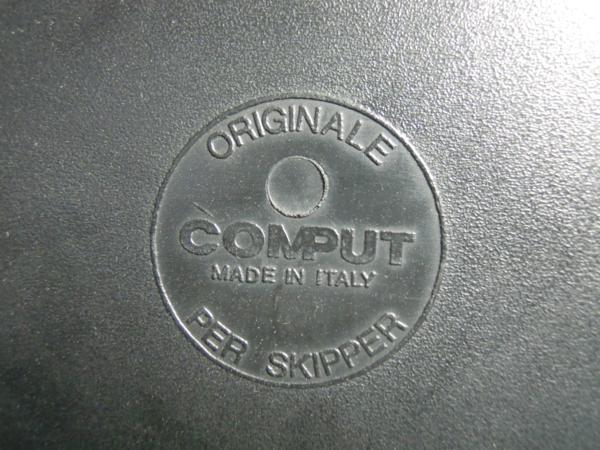 ORIGINALE
COMPUT
MADE IN ITALY
PER SKIPPER